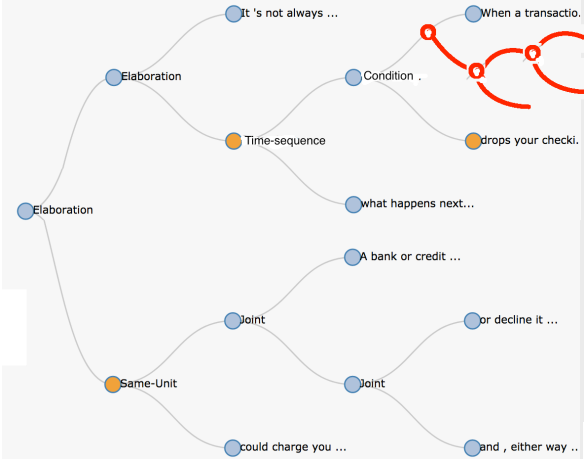 It 's not always ...
When a transactio.
Elaboration
Condition .
Time-sequence
drops your checki.
what happens next...
Elaboration
A bank or credit ...
Joint
or decline it ...
Same-Unit
Joint
could charge you ...
and , either way ..